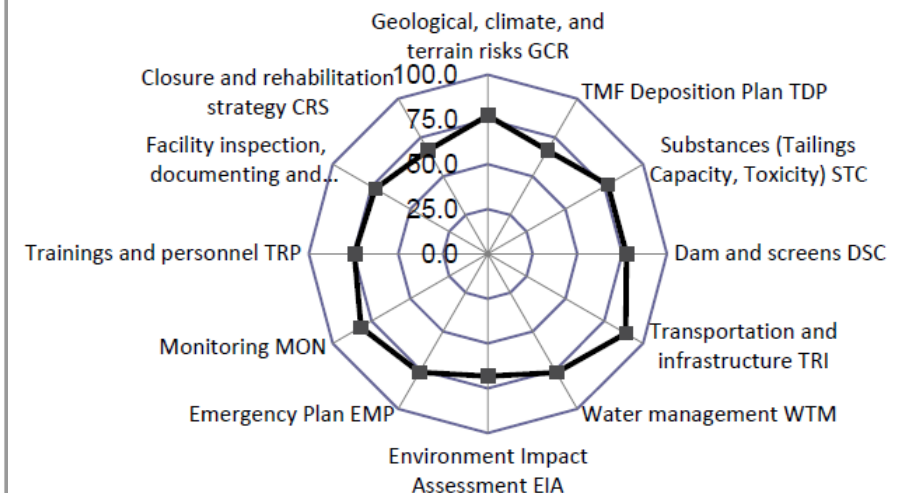 Geological, climate, and
terrain risks GCR
Closure and rehabilitation
strategy CRS
100.0
TMF Deposition Plan TDP
75.0
Facility inspection,
documenting and...
Substances (Tailings
Capacity, Toxicity) STC
50.0
25.0
Trainings and personnel TRP
0.0
Dam and screens DSC
Monitoring MON
Transportation and
infrastructure TRI
Emergency Plan EMP
Water management WTM
Environment Impact
Assessment EIA